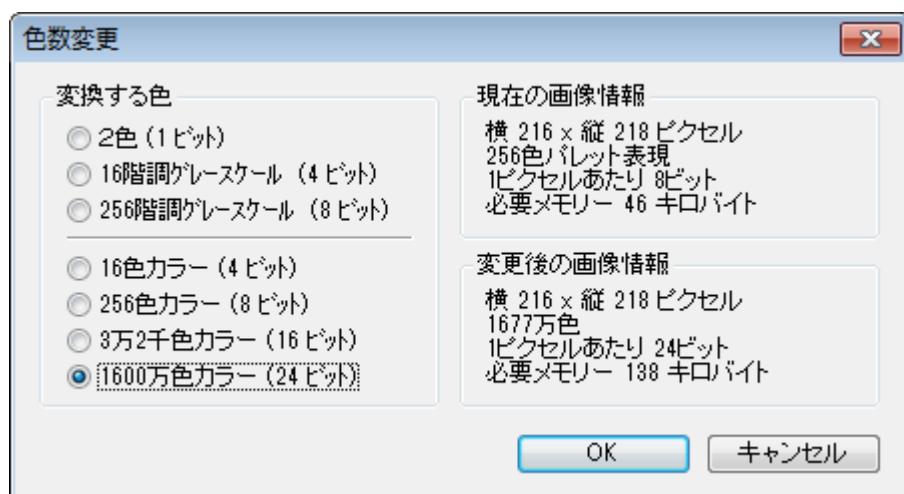 色数変更
変換する色
2色 (1 ビット)
16階調グレースケール (4 ビット)
256階調グレースケール (8 ビット)
16色カラー (4 ビット)
256色カラー (8 ビット)
3万2千色カラー (16 ビット)
1600万色カラー (24 ビット)
現在の画像情報
横 216 x 縦 218 ピクセル
256色パレット表現
1ピクセルあたり 8ビット
必要メモリー 46 キロバイト
変更後の画像情報
横 216 x 縦 218 ピクセル
1677万色
1ピクセルあたり 24ビット
必要メモリー 138 キロバイト
OK
キャンセル